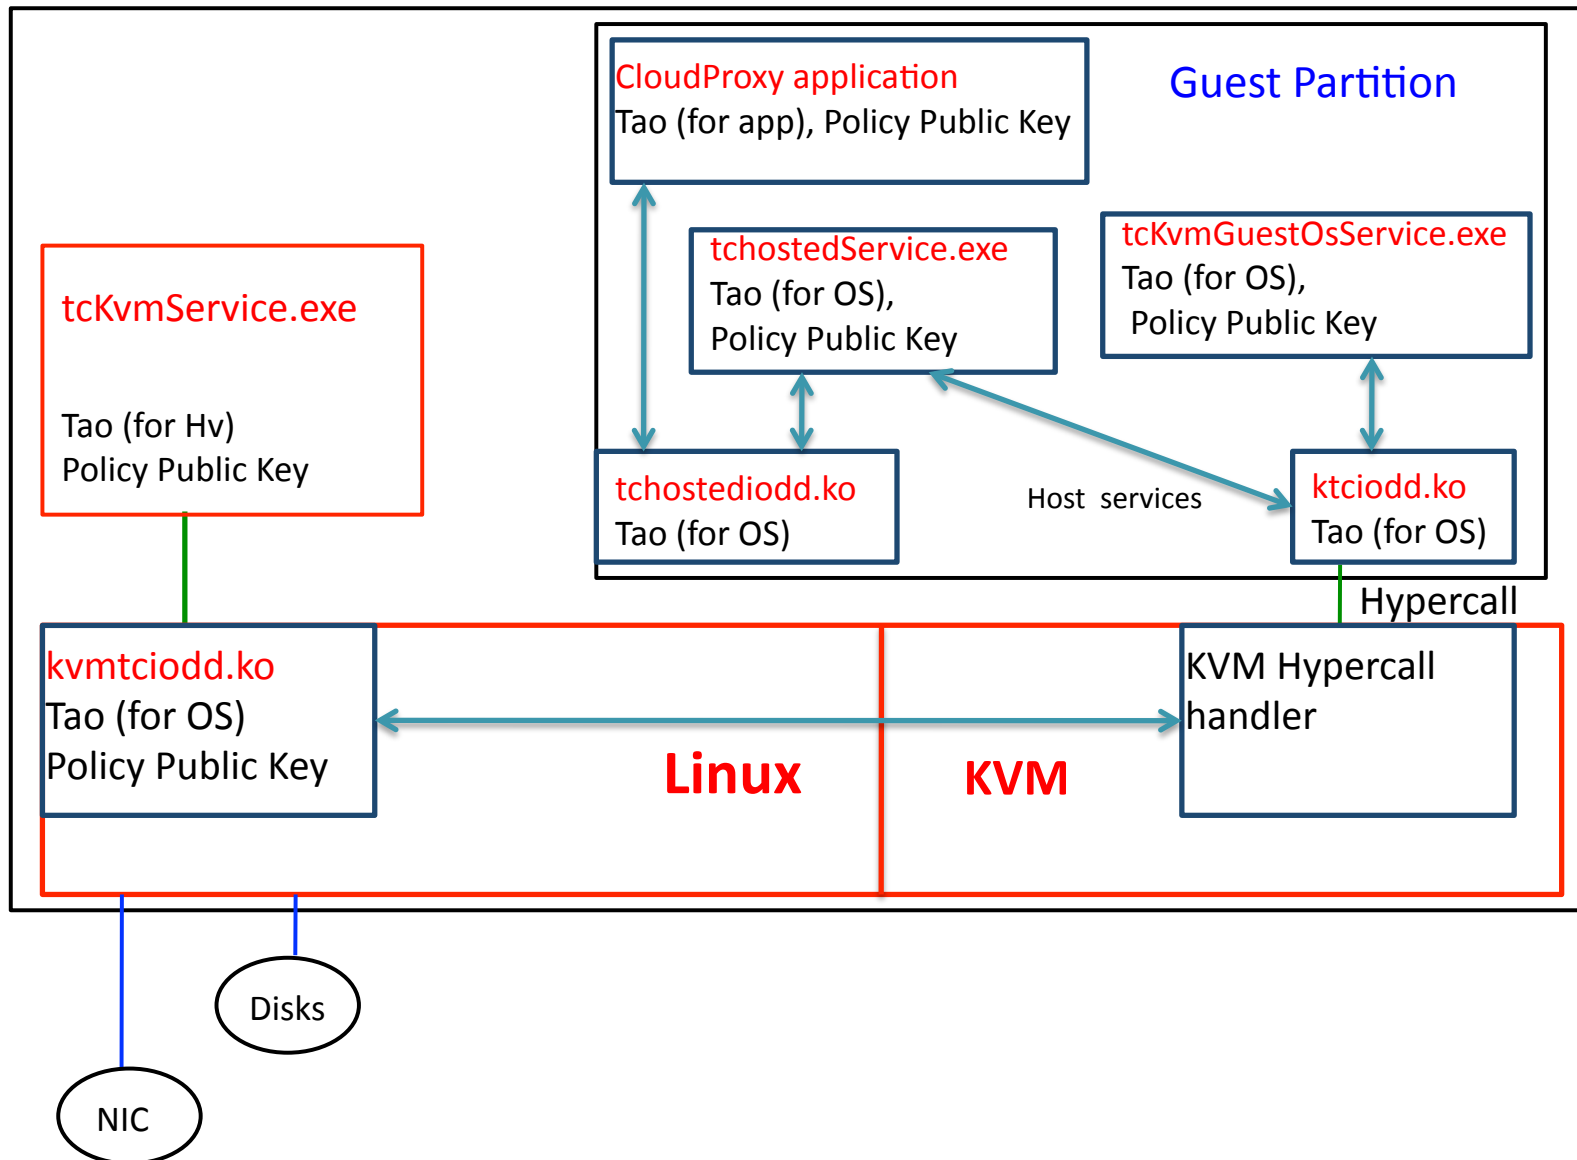 CloudProxy application
Tao (for app), Policy Public Key
Guest Partition
tchostedService.exe
Tao (for OS),
Policy Public Key
tcKvmGuestOsService.exe
Tao (for OS),
Policy Public Key
tcKvmService.exe
Tao (for Hv)
Policy Public Key
tchostediodd.ko
Tao (for OS)
Host services
ktciodd.ko
Tao (for OS)
Hypercall
kvmtciodd.ko
Tao (for OS)
Policy Public Key
Linux
KVM
KVM Hypercall
handler
Disks
NIC